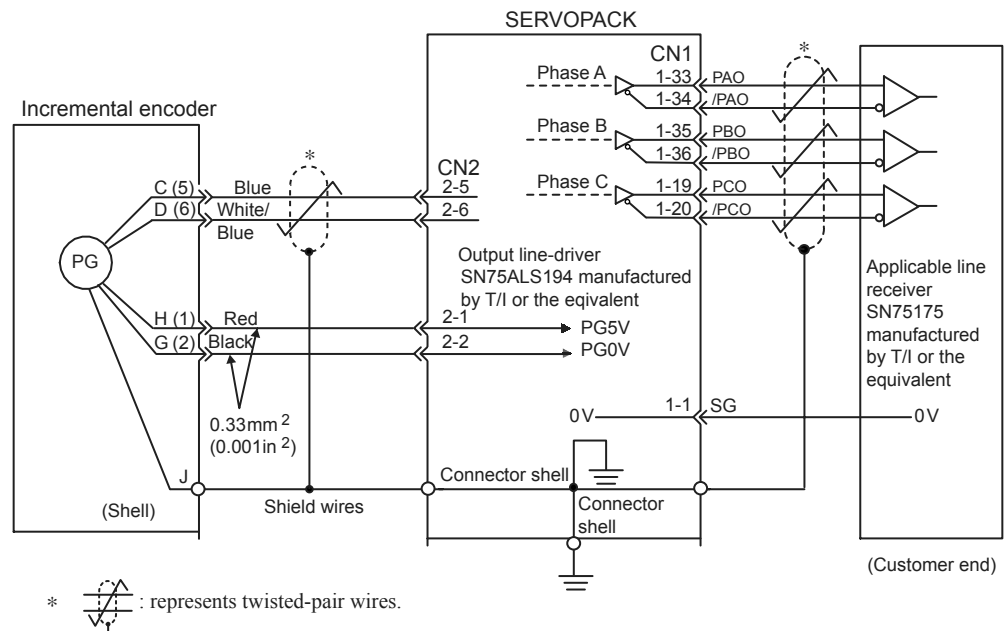 SERVOPACK
Incremental encoder
PG
C (5)
D (6)
H (1)
G (2)
J
(Shell)
*
Blue
White/
Blue
Red
Black
0.33mm 2
(0.001in 2)
Shield wires
CN2
2-5
2-6
2-1
2-2
PG5V
PG0V
Output line-driver
SN75ALS194 manufactured
by T/I or the eqivalent
CN1
Phase A
1-33
PAO
1-34
/PAO
Phase B
1-35
PBO
1-36
/PBO
Phase C
1-19
PCO
1-20
/PCO
0V
1-1
SG
0V
Connector shell
Connector
shell
*
Applicable line
receiver
SN75175
manufactured
by T/I or the
equivalent
(Customer end)
* : represents twisted-pair wires.